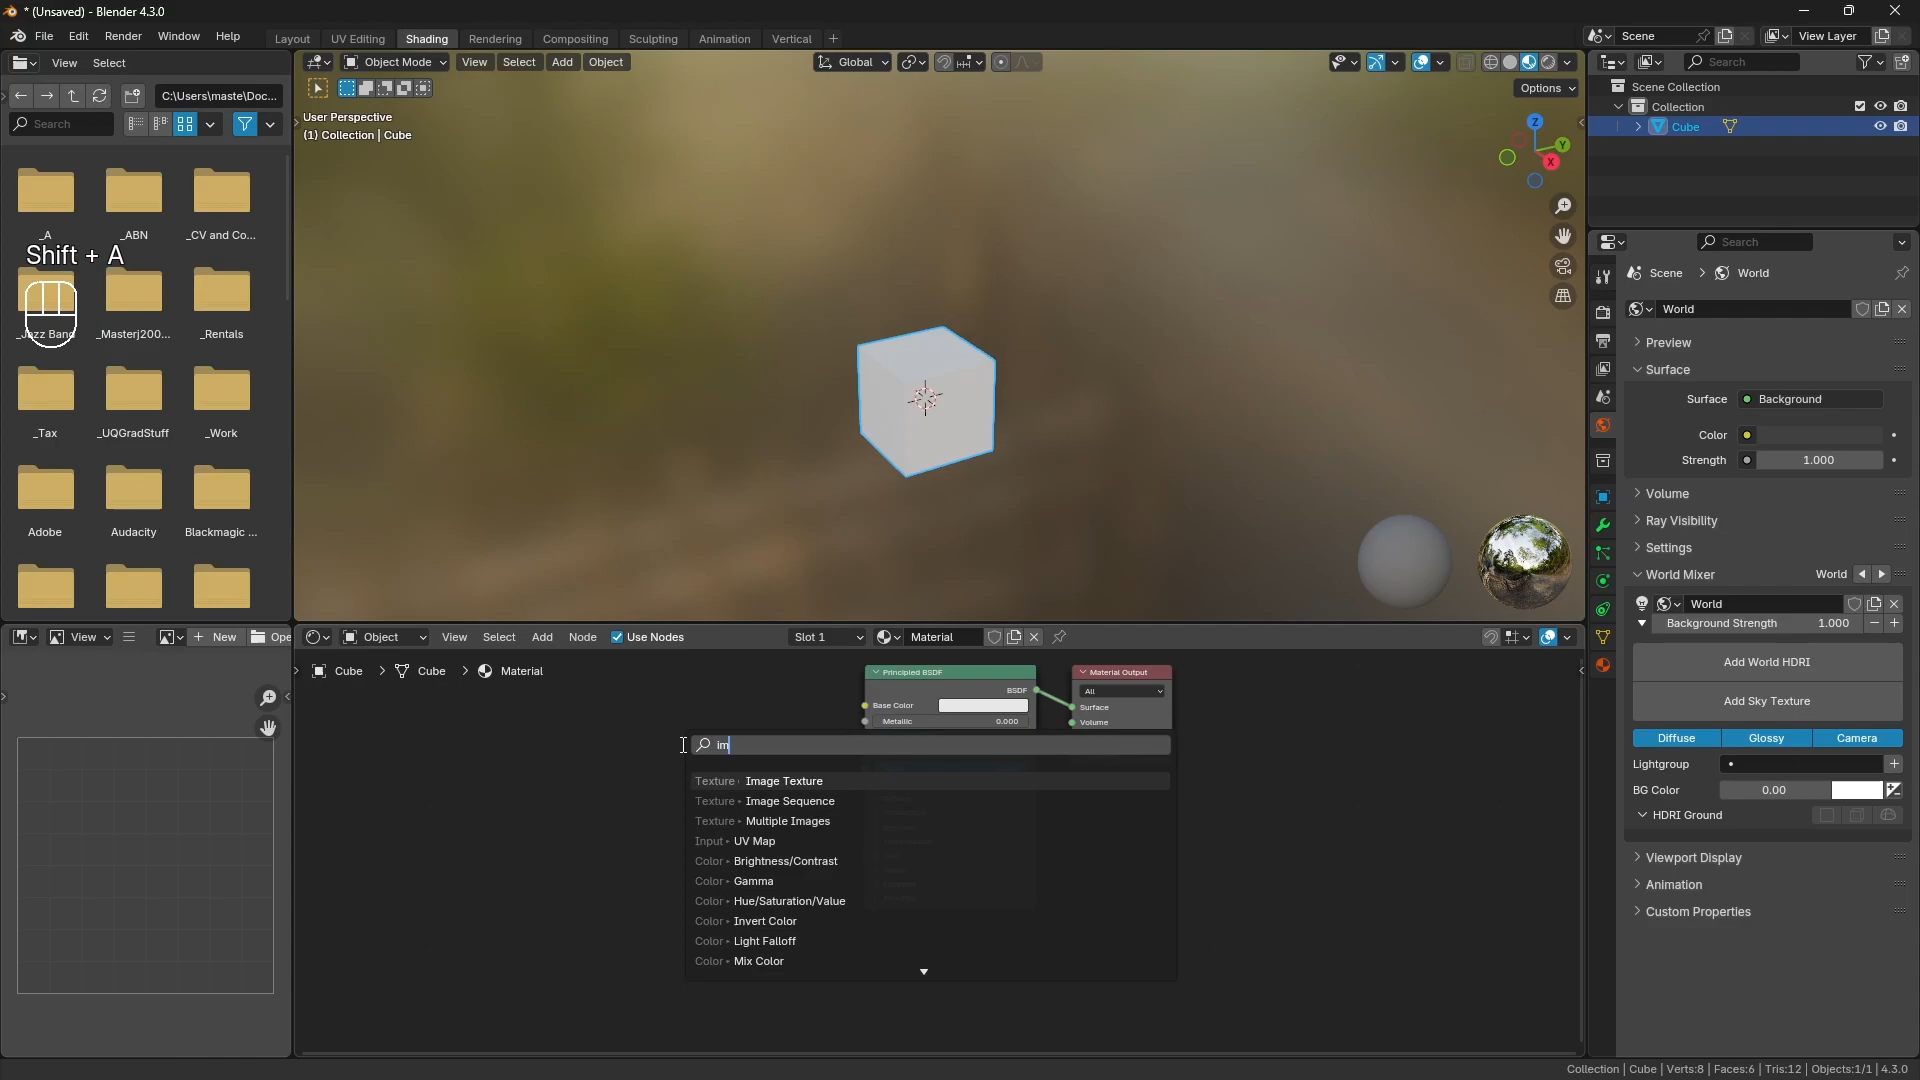 * (Unsaved) - Blender 4.3.0
File Edit Render Window Help
Layout UV Editing Shading Rendering Compositing Sculpting Animation Vertical +
Scene
View Layer
View Select
C:\Users\maste\Doc...
Search
_A _ABN _CV and Co...
Shift + A
_Jazz Band _Masterj200... _Rentals
_Tax _UQGradStuff _Work
Adobe Audacity Blackmagic ...
Object Mode View Select Add Object
Global
Options
User Perspective
(1) Collection | Cube
Z
Y
X
Search
Scene Collection
Collection
Cube
Search
Scene > World
World
Preview
Surface
Surface Background
Color
Strength 1.000
Volume
Ray Visibility
Settings
World Mixer World
World
Background Strength 1.000
Add World HDRI
Add Sky Texture
Diffuse Glossy Camera
Lightgroup
BG Color 0.00
HDRI Ground
Viewport Display
Animation
Custom Properties
View + New Ope
Object View Select Add Node Use Nodes Slot 1 Material
Cube > Cube > Material
Principled BSDF
BSDF
Base Color
Metallic 0.000
Material Output
All
Surface
Volume
im
Texture Image Texture
Texture Image Sequence
Texture Multiple Images
Input UV Map
Color Brightness/Contrast
Color Gamma
Color Hue/Saturation/Value
Color Invert Color
Color Light Falloff
Color Mix Color
Collection | Cube | Verts:8 | Faces:6 | Tris:12 | Objects:1/1 | 4.3.0